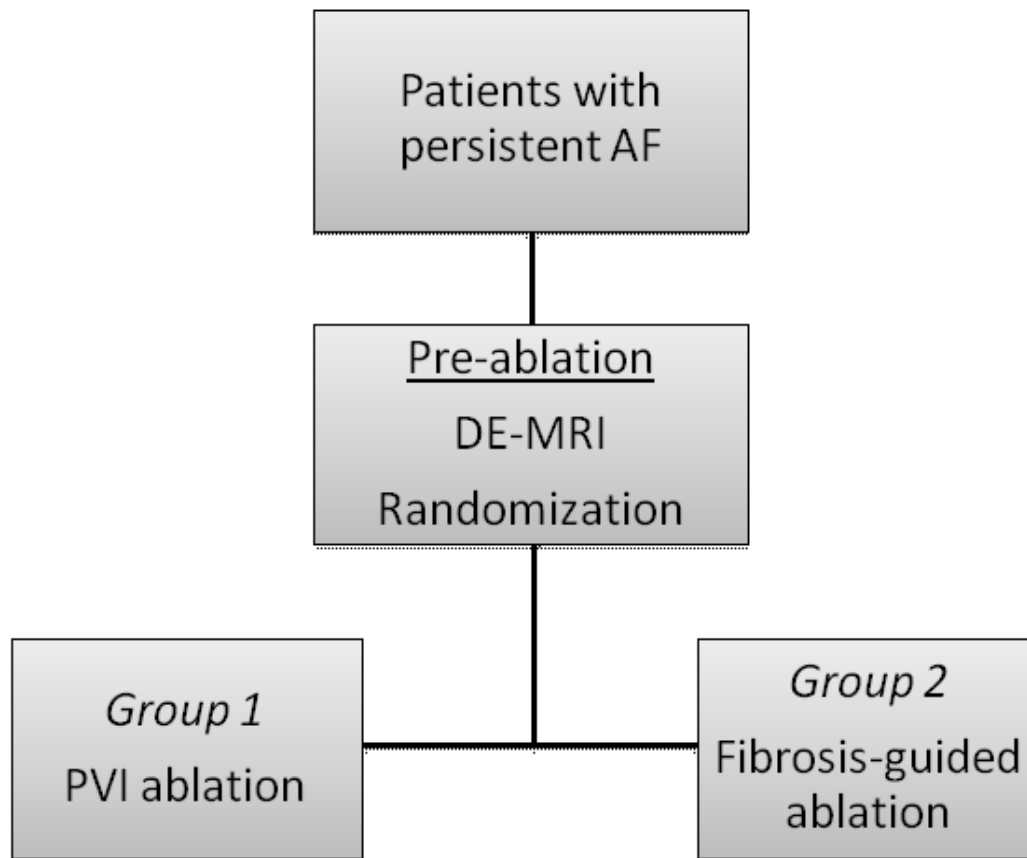 Patients with
persistent AF
Pre-ablation
DE-MRI
Randomization
Group 1
PVI ablation
Group 2
Fibrosis-guided
ablation